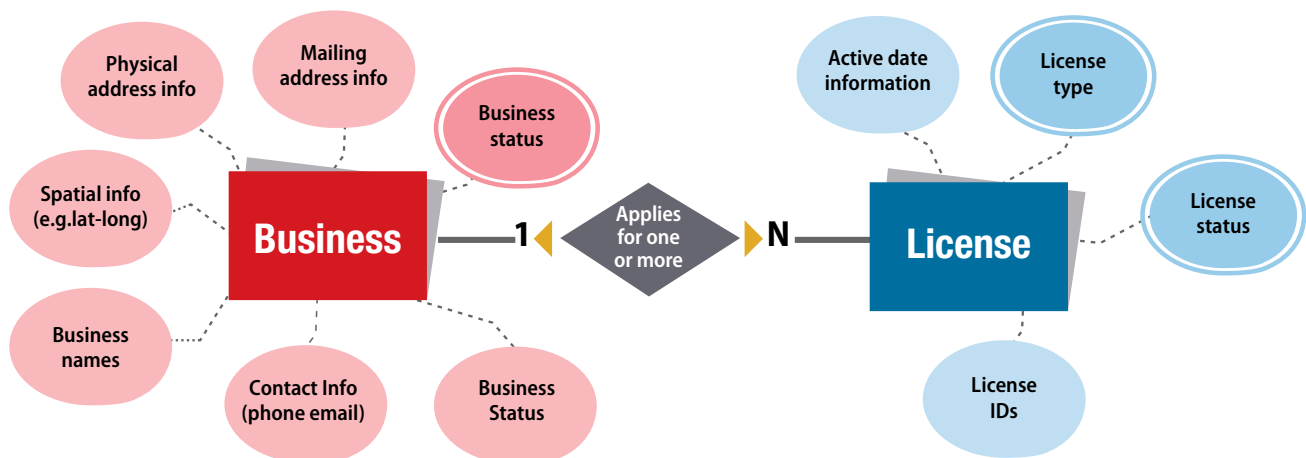 Physical
address info
Mailing
address info
Business
status
Spatial info
(e.g.lat-long)
Business
Business
names
Contact Info
(phone email)
Business
Status
1
Applies
for one
or more
N
Active date
information
License
type
License
status
License
License
IDs